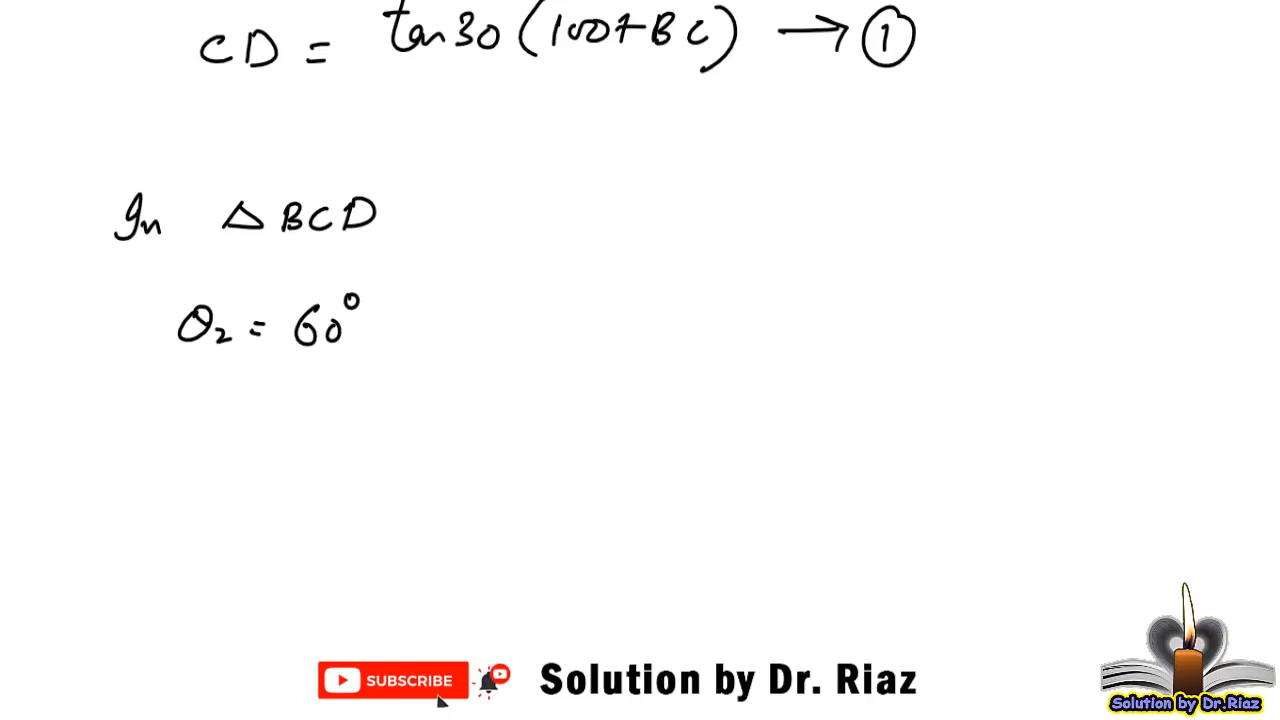 CD = tan30 (100+BC) → ①
In △BCD
θ₂ = 60°
SUBSCRIBE
Solution by Dr. Riaz
Solution by Dr.Riaz